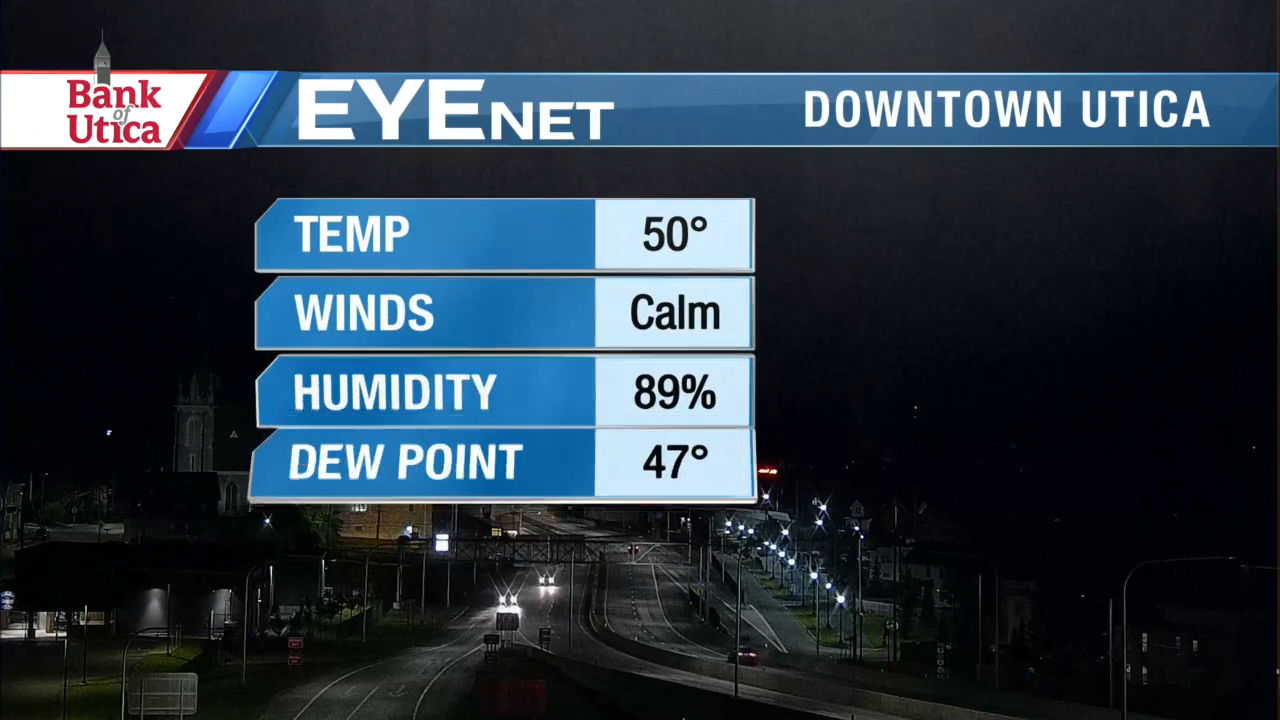 Bank
of
Utica
EYENET
DOWNTOWN UTICA
TEMP 50°
WINDS Calm
HUMIDITY 89%
DEW POINT 47°